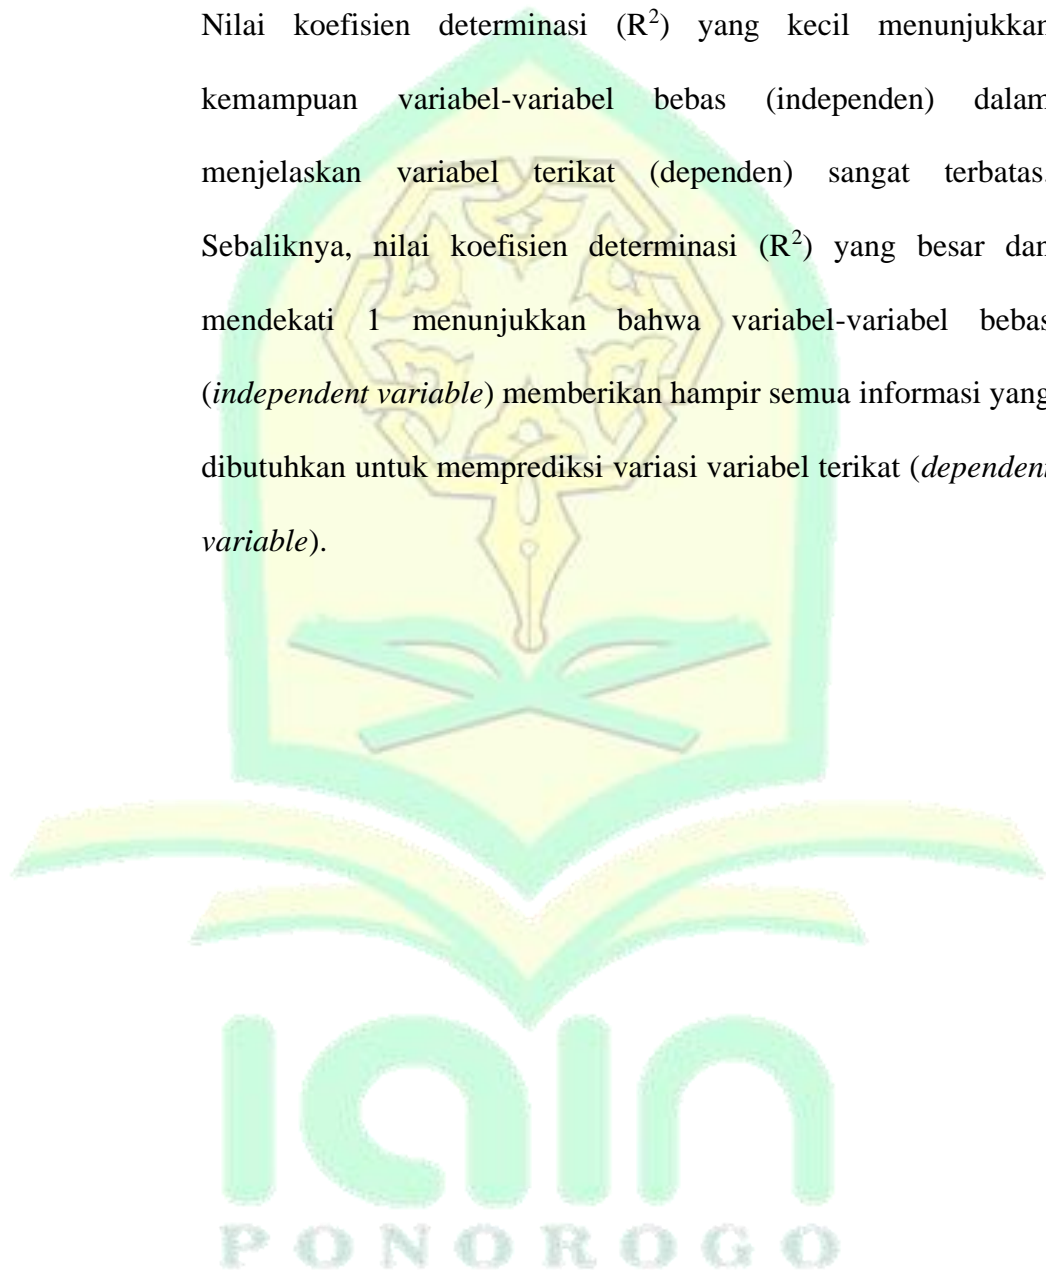 Nilai koefisien determinasi (R²) yang kecil menunjukkan
kemampuan variabel-variabel bebas (independen) dalam
menjelaskan variabel terikat (dependen) sangat terbatas.
Sebaliknya, nilai koefisien determinasi (R²) yang besar dan
mendekati 1 menunjukkan bahwa variabel-variabel bebas
(independent variable) memberikan hampir semua informasi yang
dibutuhkan untuk memprediksi variasi variabel terikat (dependent
variable).
iain
PONOROGO